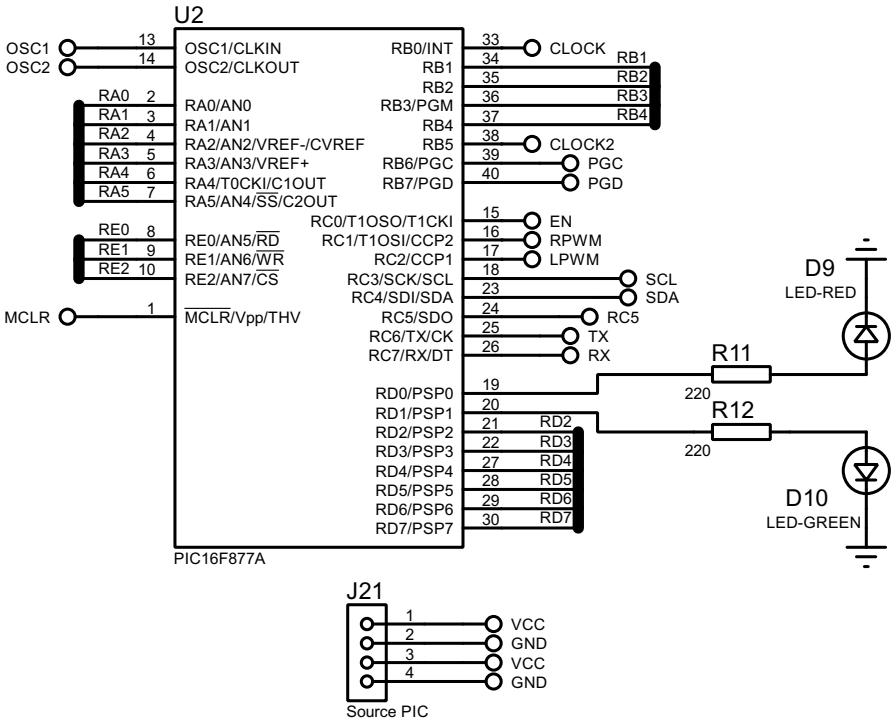 U2
OSC1 13 OSC1/CLKIN RB0/INT 33 CLOCK
OSC2 14 OSC2/CLKOUT RB1 34 RB1
RB2 35 RB2
RA0 2 RA0/AN0 RB3/PGM 36 RB3
RA1 3 RA1/AN1 RB4 37 RB4
RA2 4 RA2/AN2/VREF-/CVREF RB5 38 CLOCK2
RA3 5 RA3/AN3/VREF+ RB6/PGC 39 PGC
RA4 6 RA4/T0CKI/C1OUT RB7/PGD 40 PGD
RA5 7 RA5/AN4/SS/C2OUT
RC0/T1OSO/T1CKI 15 EN
RE0 8 RE0/AN5/RD RC1/T1OSI/CCP2 16 RPWM
RE1 9 RE1/AN6/WR RC2/CCP1 17 LPWM
RE2 10 RE2/AN7/CS RC3/SCK/SCL 18 SCL
RC4/SDI/SDA 23 SDA
MCLR 1 MCLR/Vpp/THV RC5/SDO 24 RC5
RC6/TX/CK 25 TX
RC7/RX/DT 26 RX
D9
LED-RED
R11
220
RD0/PSP0 19
RD1/PSP1 20
R12
220
RD2/PSP2 21 RD2
RD3/PSP3 22 RD3
RD4/PSP4 27 RD4
RD5/PSP5 28 RD5
RD6/PSP6 29 RD6
RD7/PSP7 30 RD7
D10
LED-GREEN
PIC16F877A
J21
1 VCC
2 GND
3 VCC
4 GND
Source PIC